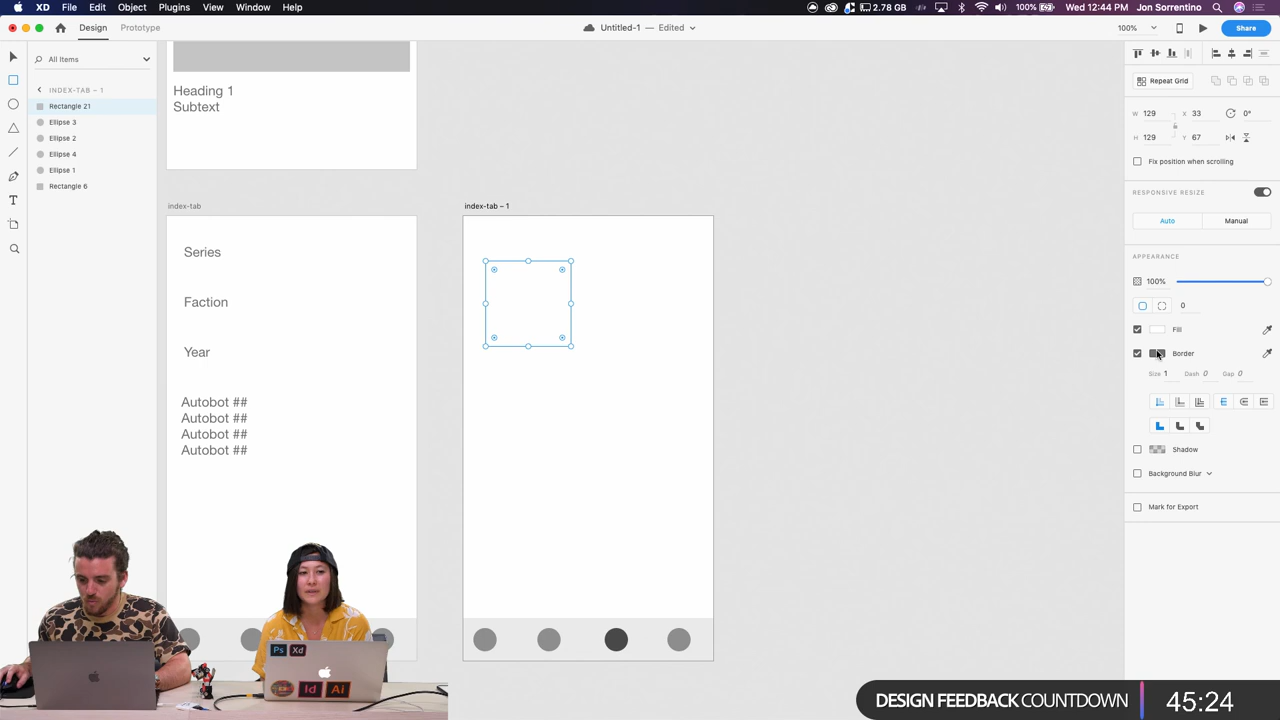 XD File Edit Object Plugins View Window Help
2.78 GB 100% Wed 12:44 PM Jon Sorrentino
Design Prototype Untitled-1 — Edited 100% Share
All Items
INDEX-TAB – 1
Rectangle 21
Ellipse 3
Ellipse 2
Ellipse 4
Ellipse 1
Rectangle 6
Heading 1
Subtext
index-tab
Series
Faction
Year
Autobot ##
Autobot ##
Autobot ##
Autobot ##
index-tab – 1
Repeat Grid
W 129 X 33 0°
H 129 Y 67
Fix position when scrolling
RESPONSIVE RESIZE
Auto Manual
APPEARANCE
100%
0
Fill
Border
Size 1 Dash 0 Gap 0
Shadow
Background Blur
Mark for Export
Ps Xd
Id Ai
DESIGN FEEDBACK COUNTDOWN 45:24